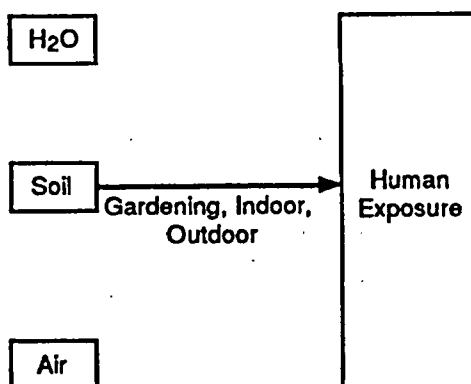 H₂O
Soil
Gardening, Indoor,
Outdoor
Human
Exposure
Air